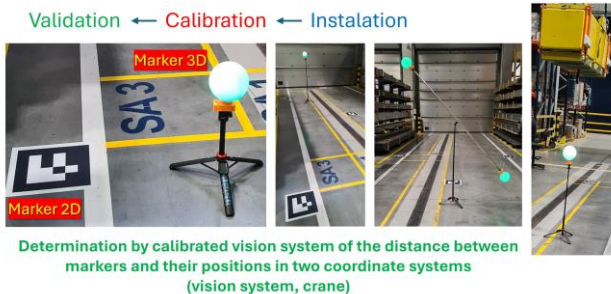 Validation ← Calibration ← Instalation
Marker 3D
SA3
Marker 2D
SA3
Determination by calibrated vision system of the distance between
markers and their positions in two coordinate systems
(vision system, crane)